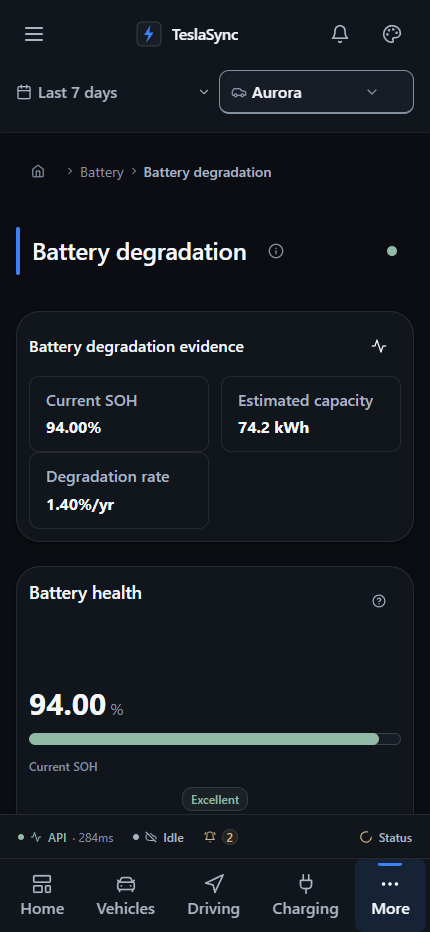 TeslaSync
Last 7 days
Aurora
Battery
Battery degradation
Battery degradation
Battery degradation evidence
Current SOH
94.00%
Estimated capacity
74.2 kWh
Degradation rate
1.40%/yr
Battery health
94.00 %
Current SOH
Excellent
API · 284ms
Idle
2
Status
Home
Vehicles
Driving
Charging
More